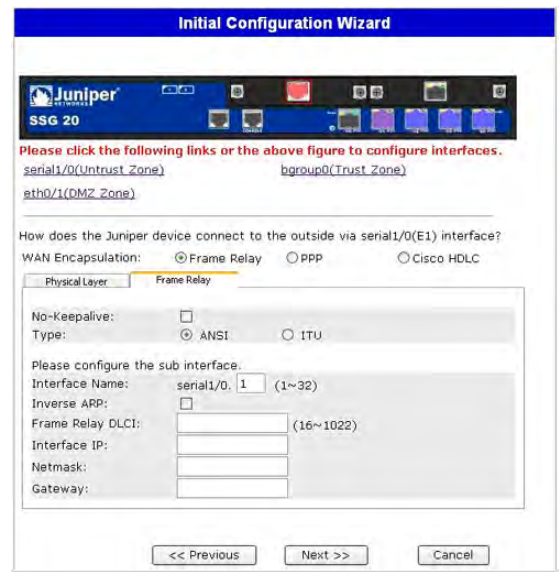 Initial Configuration Wizard
Juniper
NETWORKS
SSG 20
CONSOLE
Please click the following links or the above figure to configure interfaces.
serial1/0(Untrust Zone) bgroup0(Trust Zone)
eth0/1(DMZ Zone)
How does the Juniper device connect to the outside via serial1/0(E1) interface?
WAN Encapsulation: Frame Relay PPP Cisco HDLC
Physical Layer Frame Relay
No-Keepalive:
Type: ANSI ITU
Please configure the sub interface.
Interface Name: serial1/0. 1 (1~32)
Inverse ARP:
Frame Relay DLCI: (16~1022)
Interface IP:
Netmask:
Gateway:
<< Previous Next >> Cancel